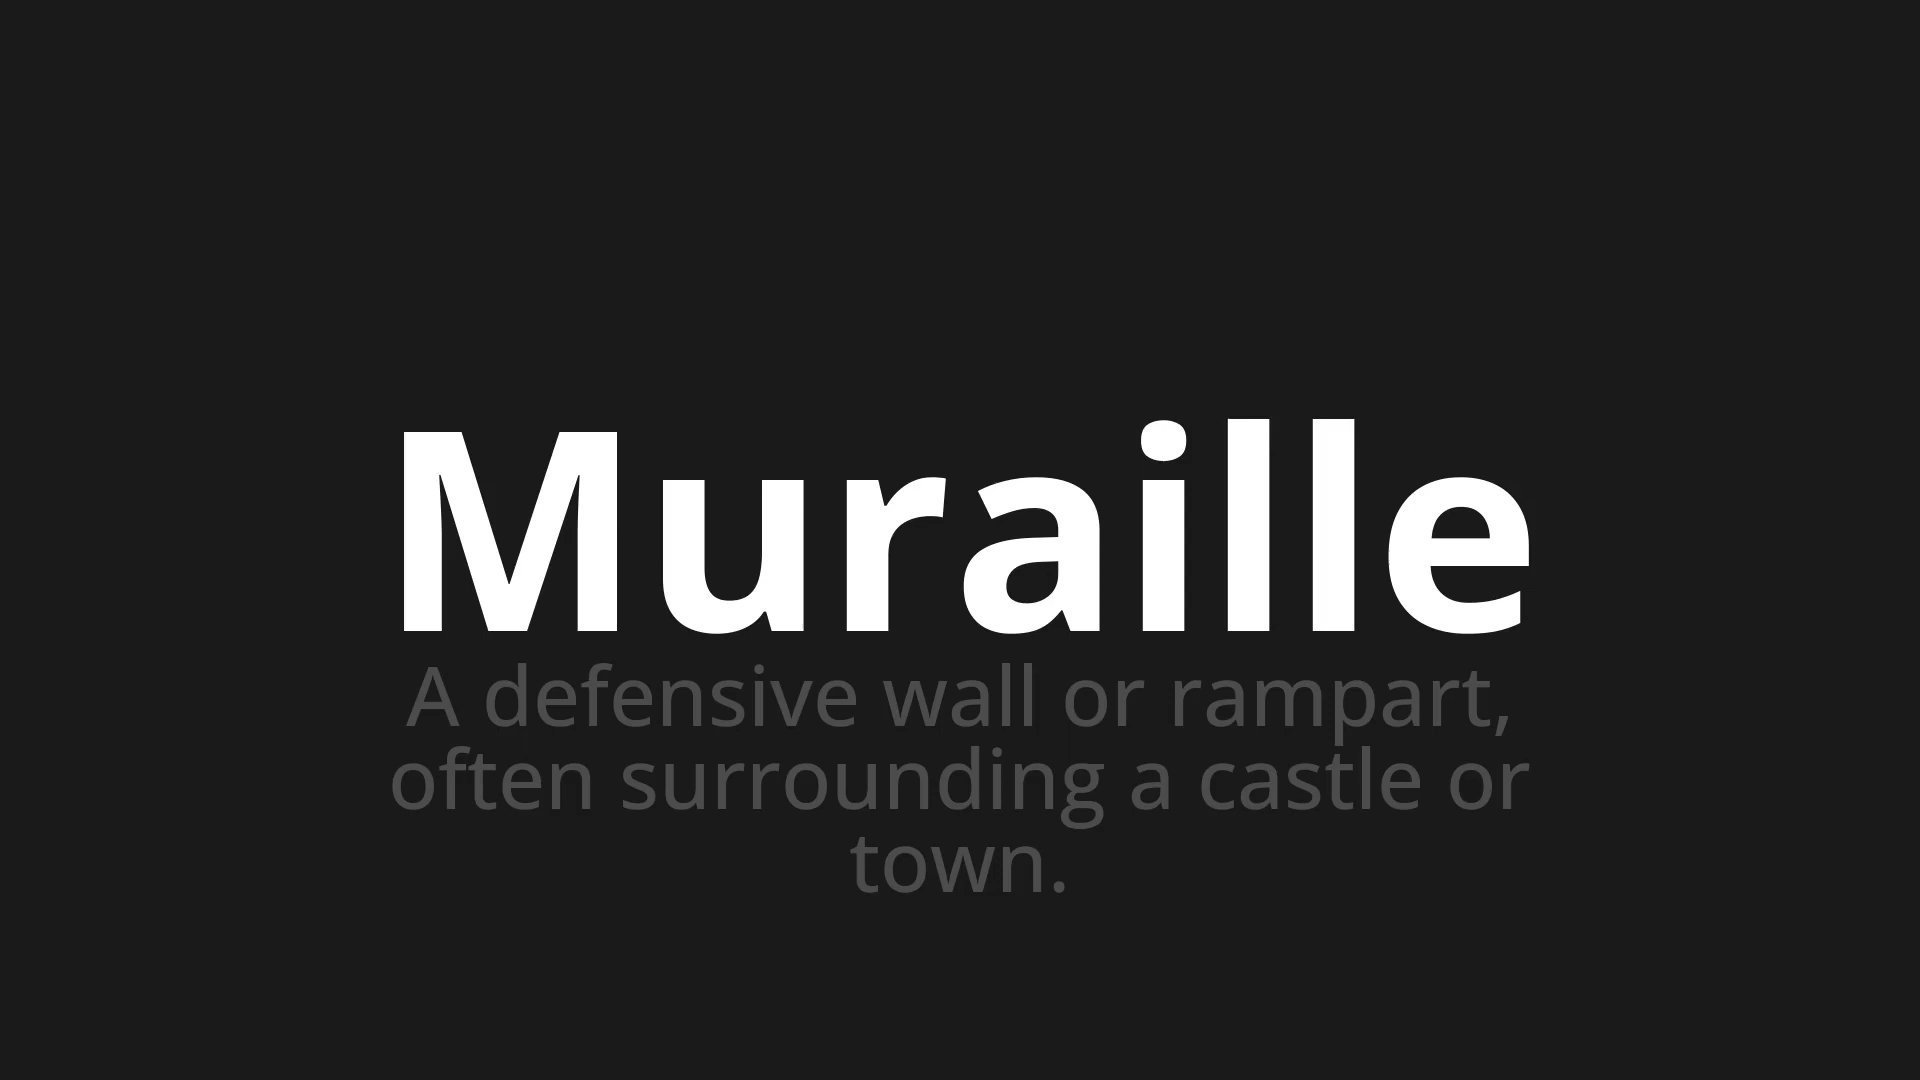 Muraille
A defensive wall or rampart,
often surrounding a castle or
town.